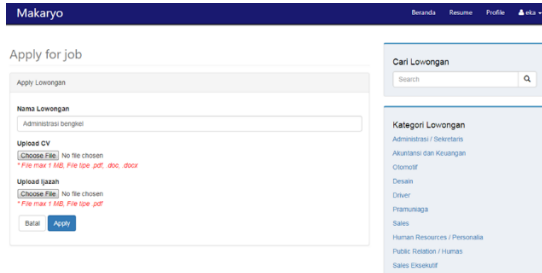 Makaryo
Beranda Resume Profile eka
Apply for job
Apply Lowongan
Nama Lowongan
Administrasi bengkel
Upload CV
Choose File No file chosen
* File max 1 MB, File tipe .pdf, .doc, .docx
Upload Ijazah
Choose File No file chosen
* File max 1 MB, File tipe .pdf
Batal Apply
Cari Lowongan
Search
Kategori Lowongan
Administrasi / Sekretaris
Akuntansi dan Keuangan
Otomotif
Desain
Driver
Pramuniaga
Sales
Human Resources / Personalia
Public Relation / Humas
Sales Eksekutif